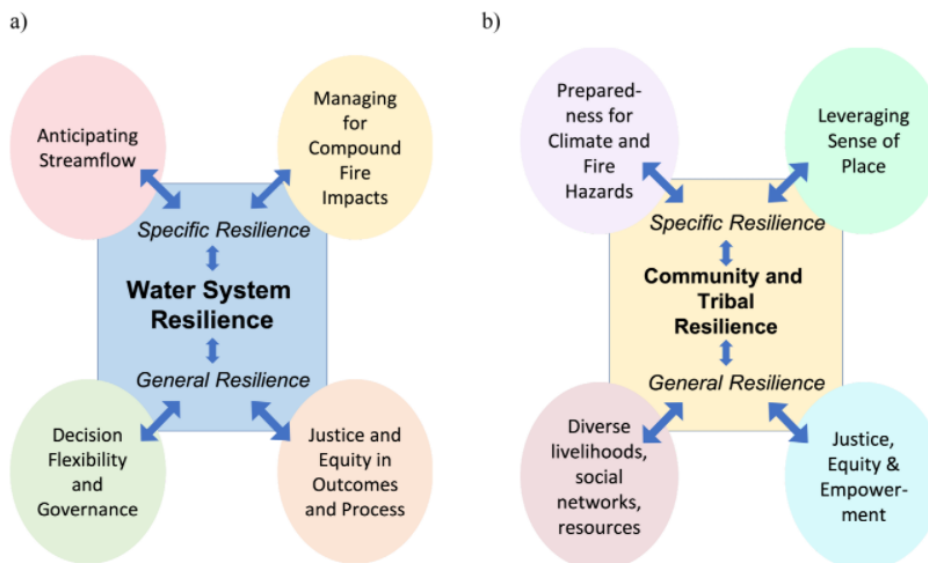 a)
Anticipating
Streamflow
Managing
for
Compound
Fire
Impacts
Specific Resilience
Water System
Resilience
General Resilience
Decision
Flexibility
and
Governance
Justice and
Equity in
Outcomes
and Process
b)
Prepared-
ness for
Climate and
Fire
Hazards
Leveraging
Sense of
Place
Specific Resilience
Community and
Tribal
Resilience
General Resilience
Diverse
livelihoods,
social
networks,
resources
Justice,
Equity &
Empower-
ment